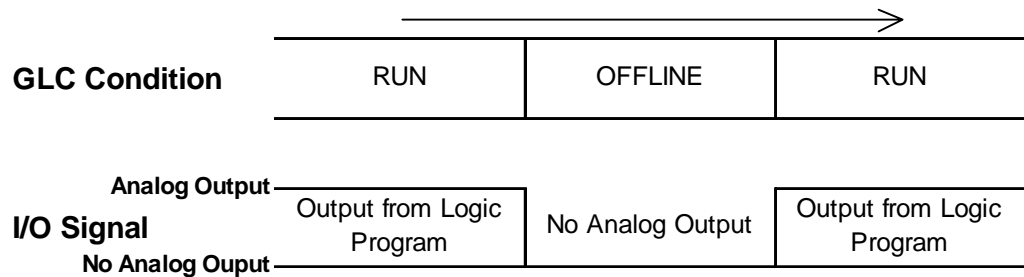 GLC Condition
RUN
OFFLINE
RUN
Analog Output
I/O Signal
Output from Logic
Program
No Analog Output
Output from Logic
Program
No Analog Ouput